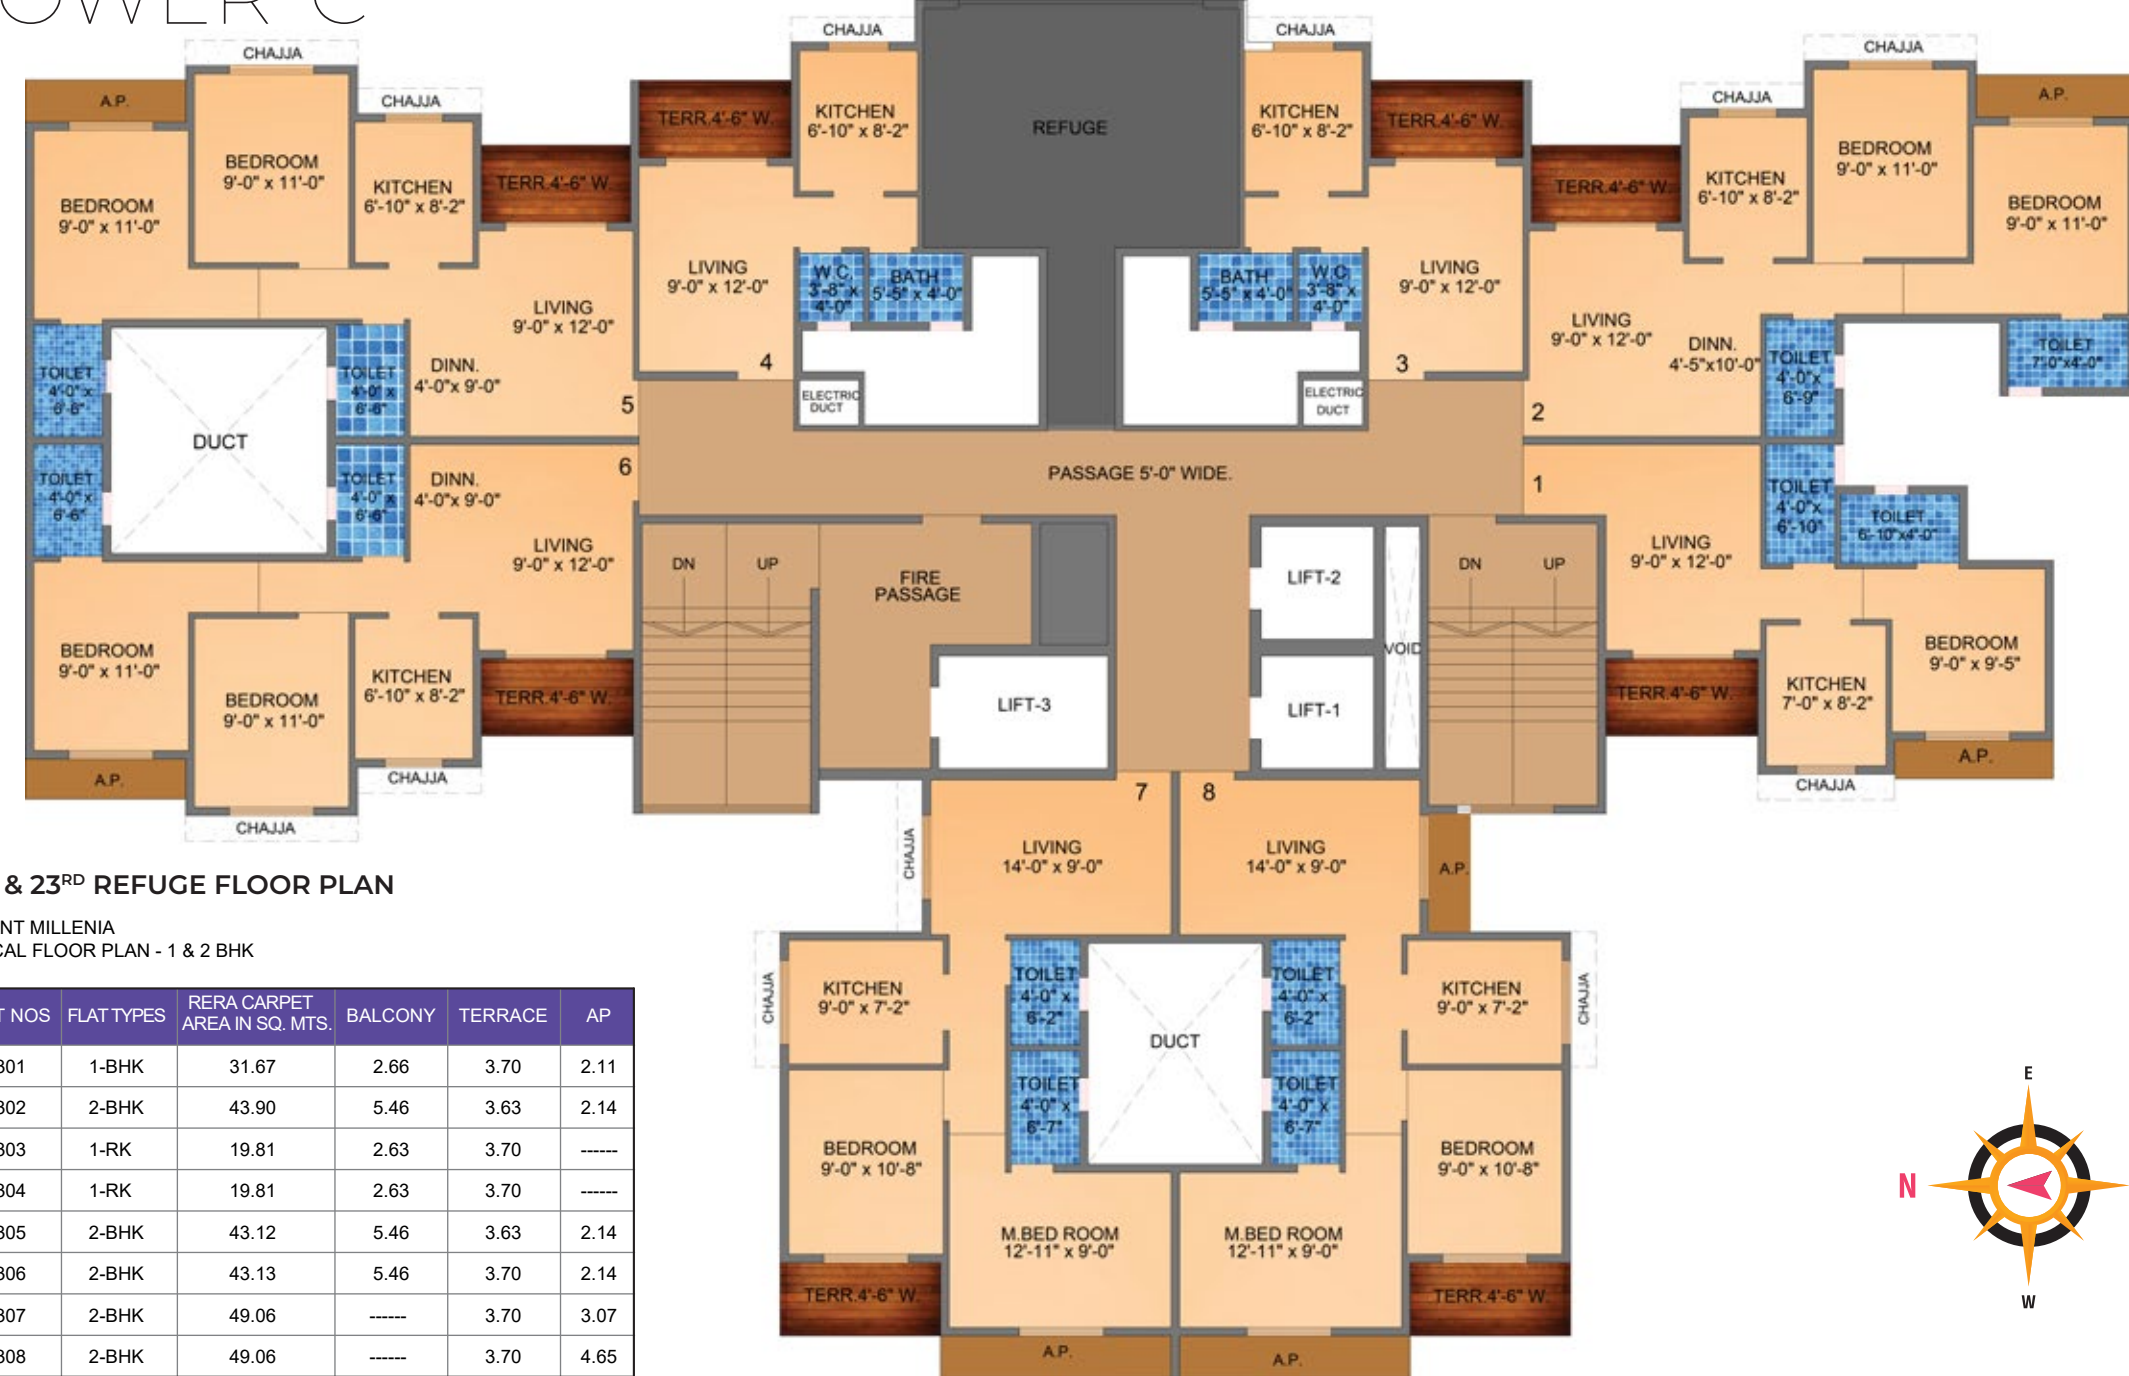 OWER C
CHAJJA
A.P.
BEDROOM
9'-0" x 11'-0"
BEDROOM
9'-0" x 11'-0"
CHAJJA
KITCHEN
6'-10" x 8'-2"
TERR.4'-6" W.
LIVING
9'-0" x 12'-0"
DINN.
4'-0"x 9'-0"
5
TOILET
4'-0" x
6'-6"
TOILET
4'-0" x
6'-6"
DUCT
TERR.4'-6" W.
CHAJJA
KITCHEN
6'-10" x 8'-2"
LIVING
9'-0" x 12'-0"
W.C.
3'-8" x
4'-0"
BATH
5'-5" x 4'-0"
4
ELECTRIC
DUCT
REFUGE
CHAJJA
KITCHEN
6'-10" x 8'-2"
TERR.4'-6" W.
BATH
5'-5" x 4'-0"
W.C
3'-8" x
4'-0"
LIVING
9'-0" x 12'-0"
3
ELECTRIC
DUCT
TERR.4'-6" W.
CHAJJA
KITCHEN
6'-10" x 8'-2"
CHAJJA
BEDROOM
9'-0" x 11'-0"
A.P.
BEDROOM
9'-0" x 11'-0"
LIVING
9'-0" x 12'-0"
DINN.
4'-5"x10'-0"
TOILET
4'-0"x
6'-9"
TOILET
7'-0"x4'-0"
2
PASSAGE 5'-0" WIDE.
6
DINN.
4'-0"x 9'-0"
TOILET
4'-0" x
6'-6"
TOILET
4'-0" x
6'-6"
LIVING
9'-0" x 12'-0"
BEDROOM
9'-0" x 11'-0"
BEDROOM
9'-0" x 11'-0"
KITCHEN
6'-10" x 8'-2"
TERR.4'-6" W.
A.P.
CHAJJA
CHAJJA
DN
UP
FIRE
PASSAGE
LIFT-3
LIFT-2
LIFT-1
VOID
DN
UP
1
LIVING
9'-0" x 12'-0"
TOILET
4'-0"x
6'-10"
TOILET
6'-10"x4'-0"
BEDROOM
9'-0" x 9'-5"
KITCHEN
7'-0" x 8'-2"
TERR.4'-6" W.
A.P.
CHAJJA
7
8
LIVING
14'-0" x 9'-0"
LIVING
14'-0" x 9'-0"
CHAJJA
A.P.
CHAJJA
KITCHEN
9'-0" x 7'-2"
TOILET
4'-0" x
6'-2"
TOILET
4'-0" x
6'-2"
KITCHEN
9'-0" x 7'-2"
CHAJJA
DUCT
TOILET
4'-0" x
6'-7"
TOILET
4'-0" x
6'-7"
BEDROOM
9'-0" x 10'-8"
BEDROOM
9'-0" x 10'-8"
M.BED ROOM
12'-11" x 9'-0"
M.BED ROOM
12'-11" x 9'-0"
TERR.4'-6" W.
TERR.4'-6" W.
A.P.
A.P.
& 23RD REFUGE FLOOR PLAN
NT MILLENIA
CAL FLOOR PLAN - 1 & 2 BHK
T NOS FLAT TYPES RERA CARPET AREA IN SQ. MTS. BALCONY TERRACE AP
301 1-BHK 31.67 2.66 3.70 2.11
302 2-BHK 43.90 5.46 3.63 2.14
303 1-RK 19.81 2.63 3.70 ------
304 1-RK 19.81 2.63 3.70 ------
305 2-BHK 43.12 5.46 3.63 2.14
306 2-BHK 43.13 5.46 3.70 2.14
307 2-BHK 49.06 ------ 3.70 3.07
308 2-BHK 49.06 ------ 3.70 4.65
E
N
W